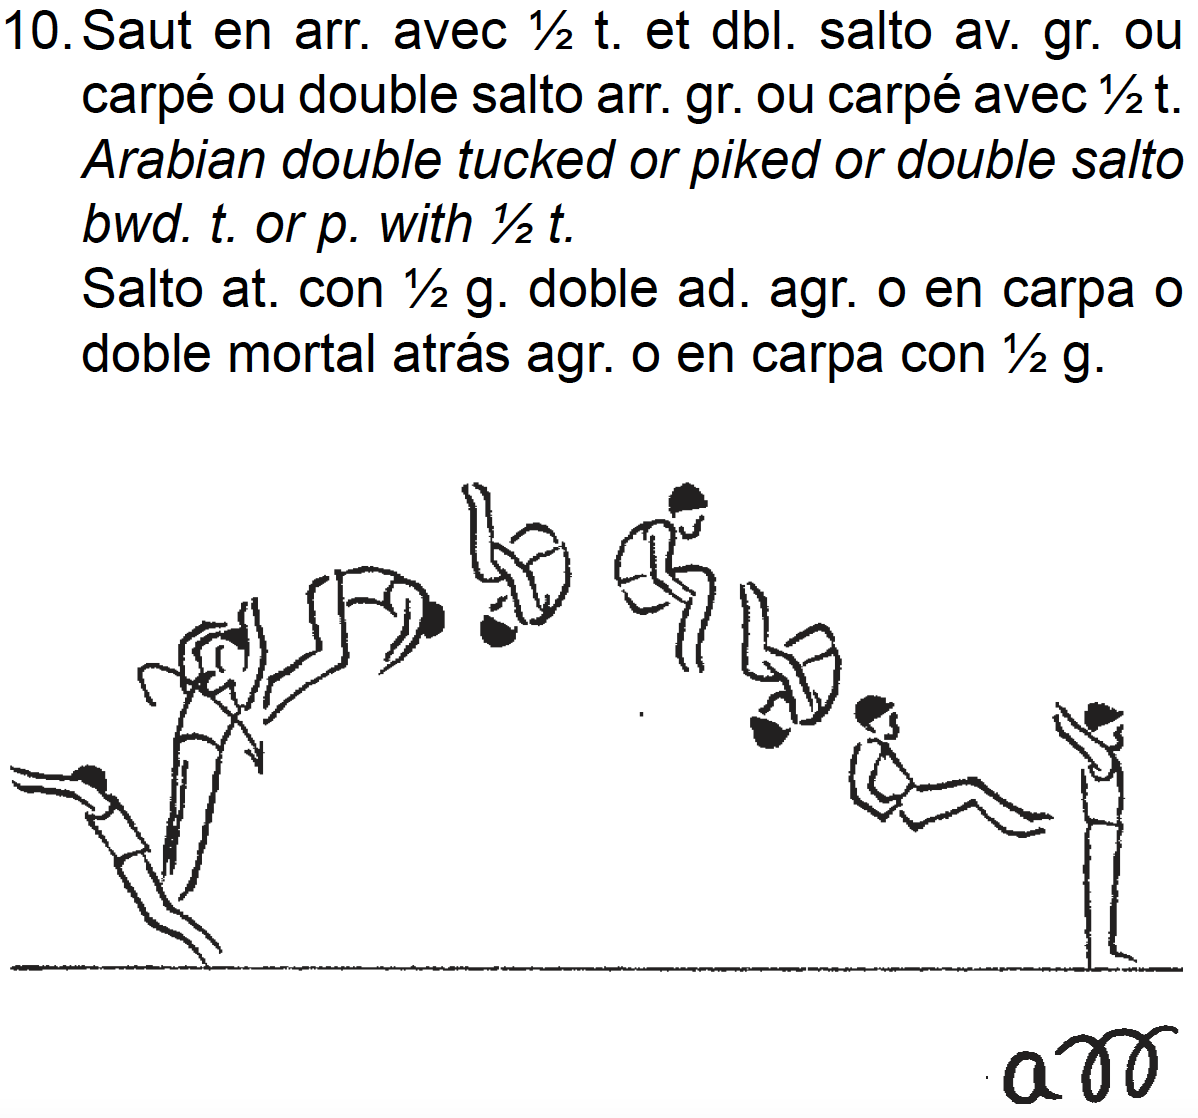 10. Saut en arr. avec ½ t. et dbl. salto av. gr. ou
carpé ou double salto arr. gr. ou carpé avec ½ t.
Arabian double tucked or piked or double salto
bwd. t. or p. with ½ t.
Salto at. con ½ g. doble ad. agr. o en carpa o
doble mortal atrás agr. o en carpa con ½ g.